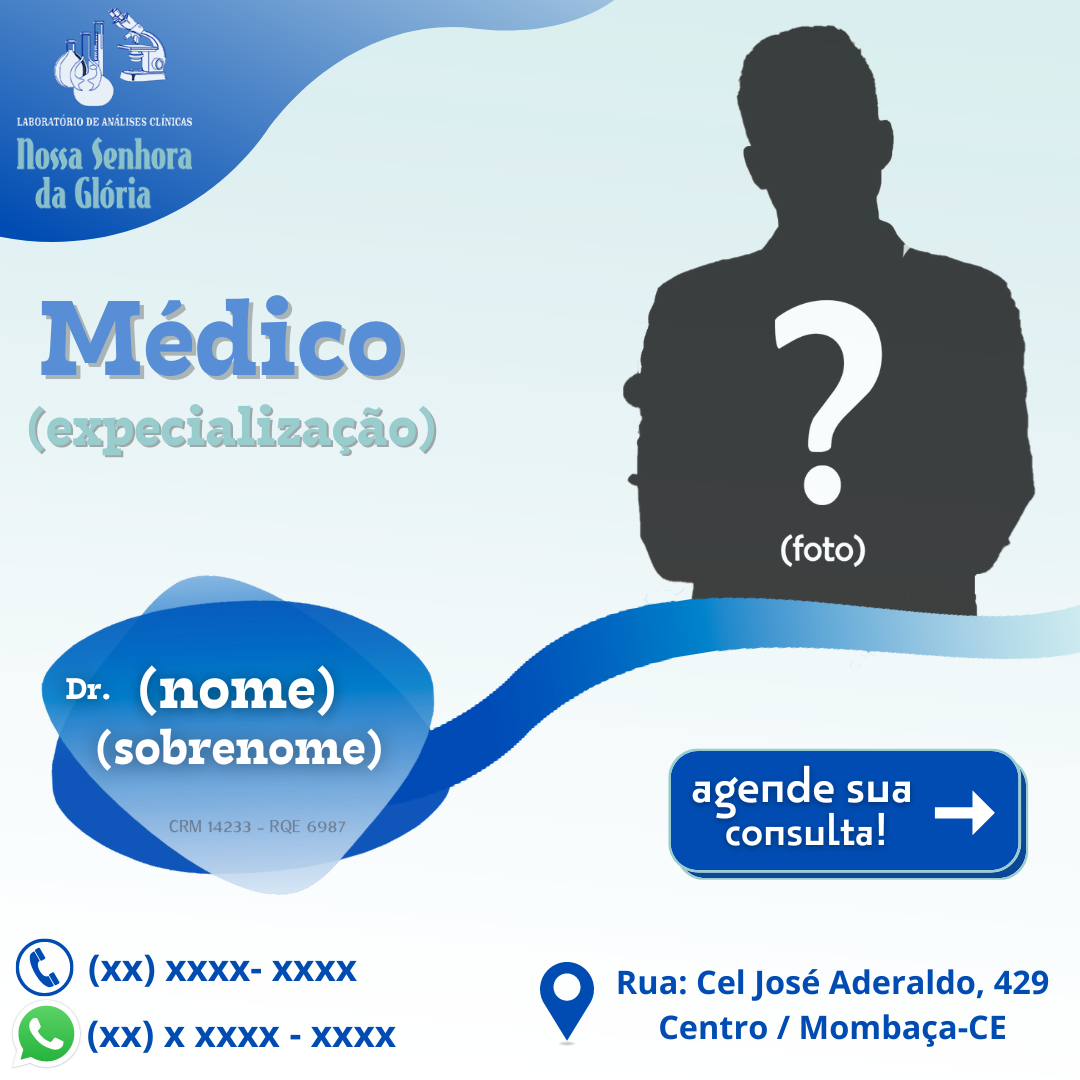 LABORATÓRIO DE ANÁLISES CLÍNICAS
Nossa Senhora
da Glória
Médico
(expecialização)
?
(foto)
Dr. (nome)
(sobrenome)
CRM 14233 - RQE 6987
agende sua
consulta!
(xx) xxxx- xxxx
(xx) x xxxx - xxxx
Rua: Cel José Aderaldo, 429
Centro / Mombaça-CE